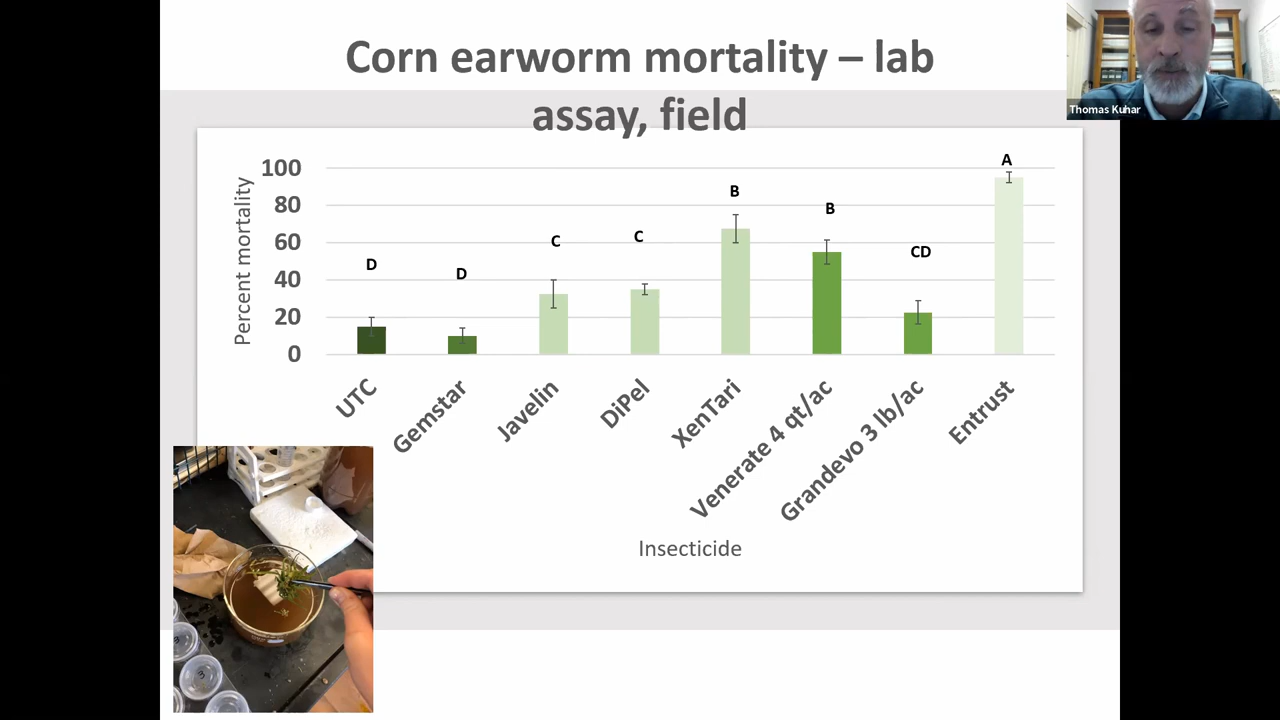 Corn earworm mortality – lab
assay, field
Thomas Kuhar
Percent mortality
100
80
60
40
20
0
D
D
C
C
B
B
CD
A
UTC
Gemstar
Javelin
DiPel
XenTari
Venerate 4 qt/ac
Grandevo 3 lb/ac
Entrust
Insecticide